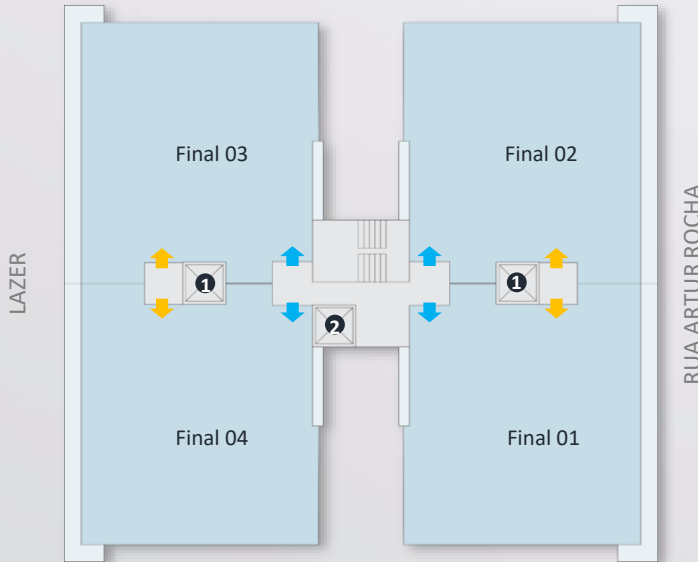 Final 03
Final 02
LAZER
RUA ARTUR ROCHA
1
1
2
Final 04
Final 01